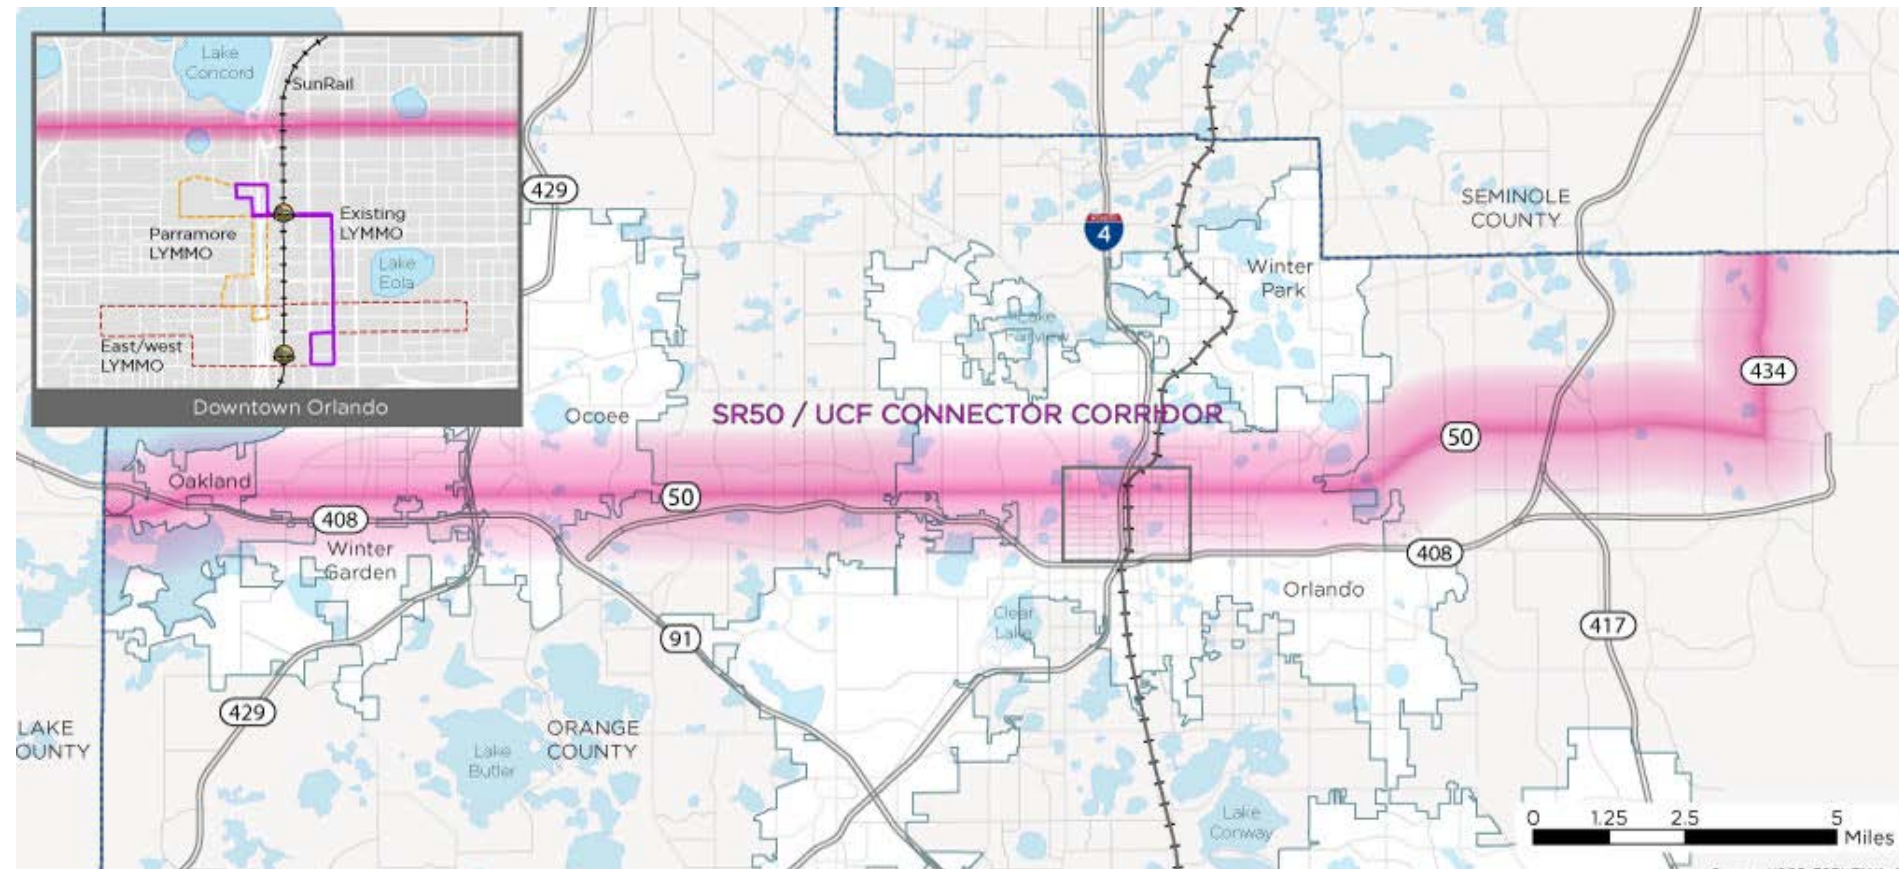 Lake
Concord
SunRail
Existing
LYMMO
Parramore
LYMMO
Lake
Eola
East/west
LYMMO
Downtown Orlando
429
4
SEMINOLE
COUNTY
Winter
Park
Lake
Fairview
434
Ocoee
SR50 / UCF CONNECTOR CORRIDOR
50
Oakland
50
408
Winter
Garden
408
Orlando
Clear
Lake
417
91
429
LAKE
OUNTY
ORANGE
COUNTY
Lake
Butler
Lake
Conway
0 1.25 2.5 5
Miles